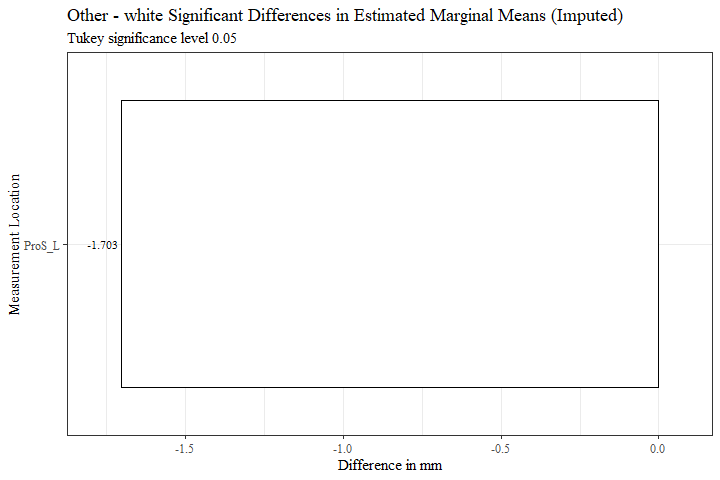 Other - white Significant Differences in Estimated Marginal Means (Imputed)
Tukey significance level 0.05
Measurement Location
ProS_L
-1.703
-1.5
-1.0
-0.5
0.0
Difference in mm